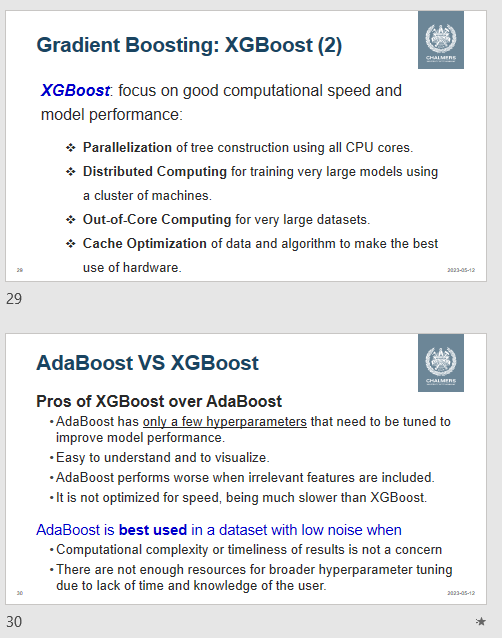 Gradient Boosting: XGBoost (2)
CHALMERS
XGBoost: focus on good computational speed and
model performance:
❖ Parallelization of tree construction using all CPU cores.
❖ Distributed Computing for training very large models using
a cluster of machines.
❖ Out-of-Core Computing for very large datasets.
❖ Cache Optimization of data and algorithm to make the best
use of hardware.
29
2023-05-12
29
AdaBoost VS XGBoost
CHALMERS
Pros of XGBoost over AdaBoost
•AdaBoost has only a few hyperparameters that need to be tuned to
improve model performance.
•Easy to understand and to visualize.
•AdaBoost performs worse when irrelevant features are included.
•It is not optimized for speed, being much slower than XGBoost.
AdaBoost is best used in a dataset with low noise when
•Computational complexity or timeliness of results is not a concern
•There are not enough resources for broader hyperparameter tuning
due to lack of time and knowledge of the user.
30
2023-05-12
30